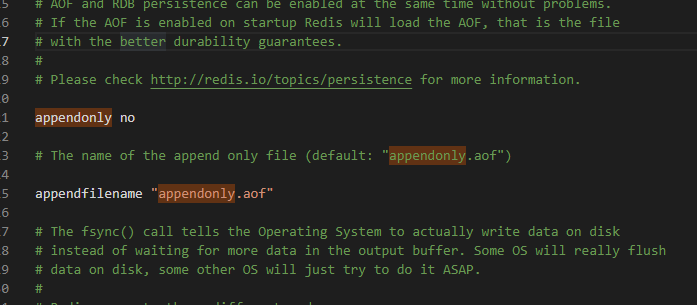 .5 # AOF and RDB persistence can be enabled at the same time without problems.
.6 # If the AOF is enabled on startup Redis will load the AOF, that is the file
.7 # with the better durability guarantees.
.8 #
.9 # Please check http://redis.io/topics/persistence for more information.
0
1 appendonly no
2
3 # The name of the append only file (default: "appendonly.aof")
4
5 appendfilename "appendonly.aof"
6
7 # The fsync() call tells the Operating System to actually write data on disk
8 # instead of waiting for more data in the output buffer. Some OS will really flush
9 # data on disk, some other OS will just try to do it ASAP.
0 #